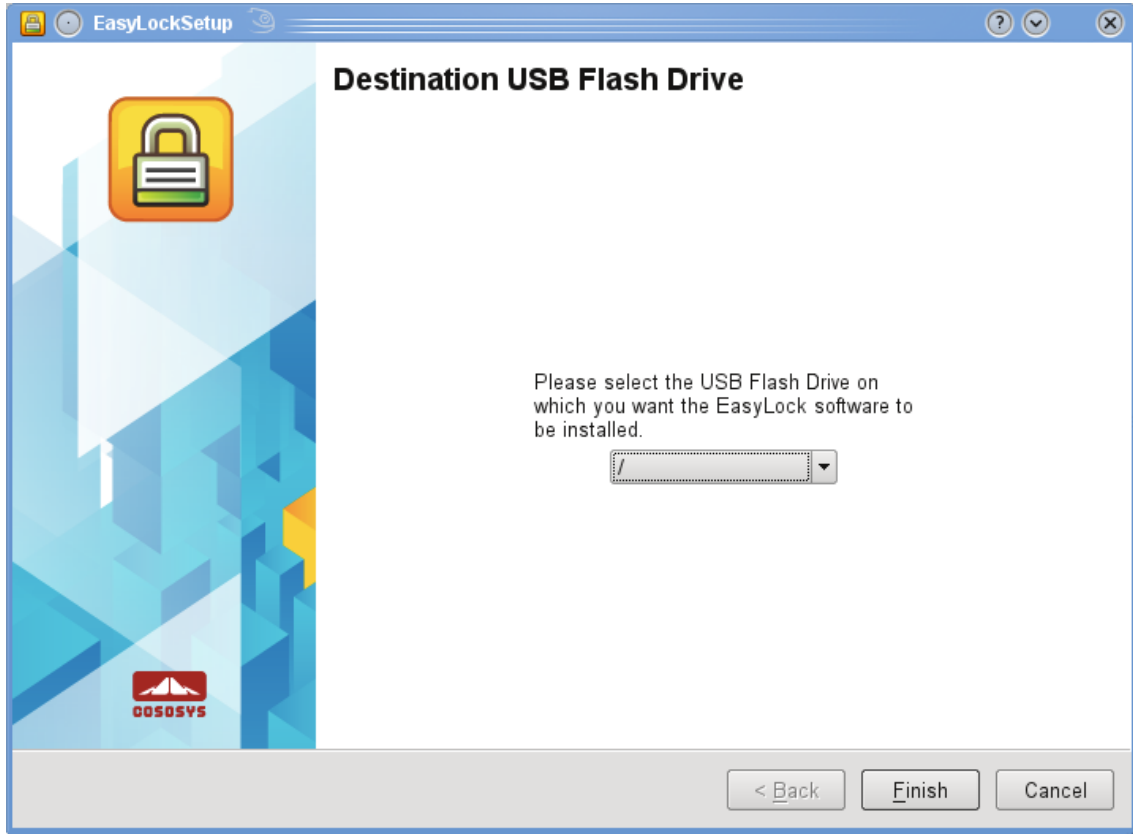 EasyLockSetup
Destination USB Flash Drive
Please select the USB Flash Drive on
which you want the EasyLock software to
be installed.
/
COSOSYS
< Back
Finish
Cancel